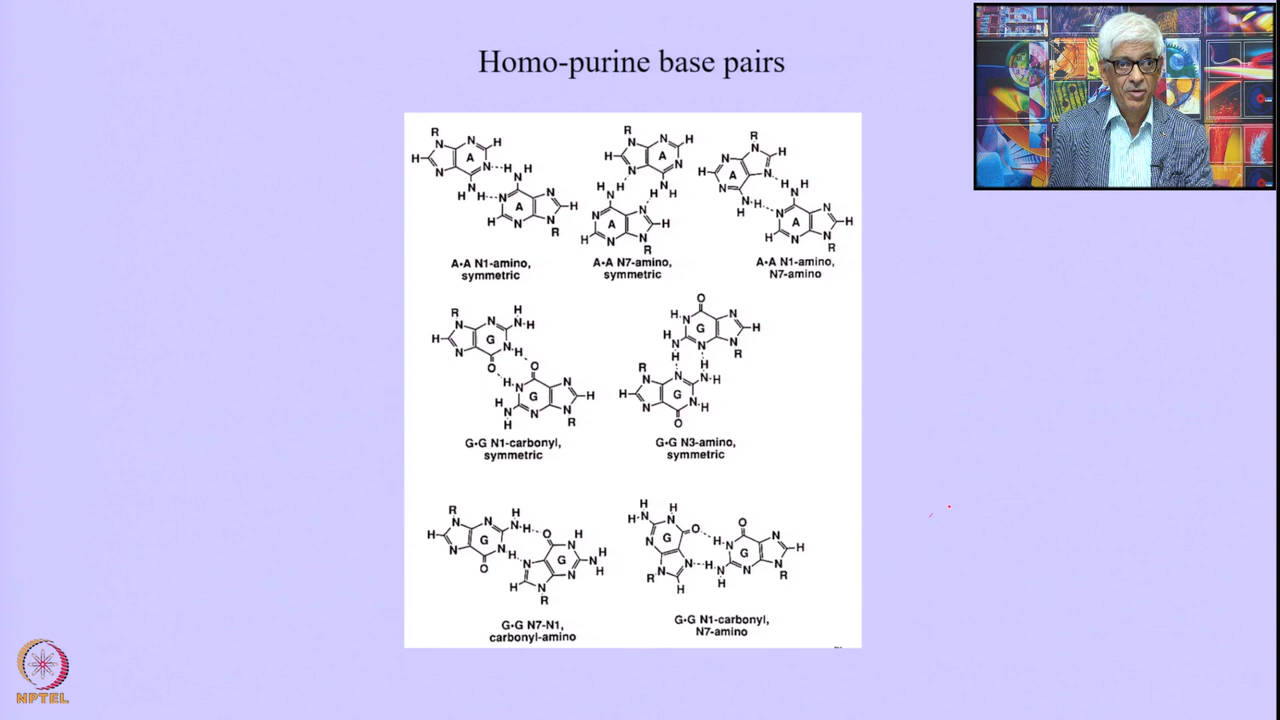 Homo-purine base pairs
A•A N1-amino,
symmetric
A•A N7-amino,
symmetric
A•A N1-amino,
N7-amino
G•G N1-carbonyl,
symmetric
G•G N3-amino,
symmetric
G•G N7-N1,
carbonyl-amino
G•G N1-carbonyl,
N7-amino
NPTEL